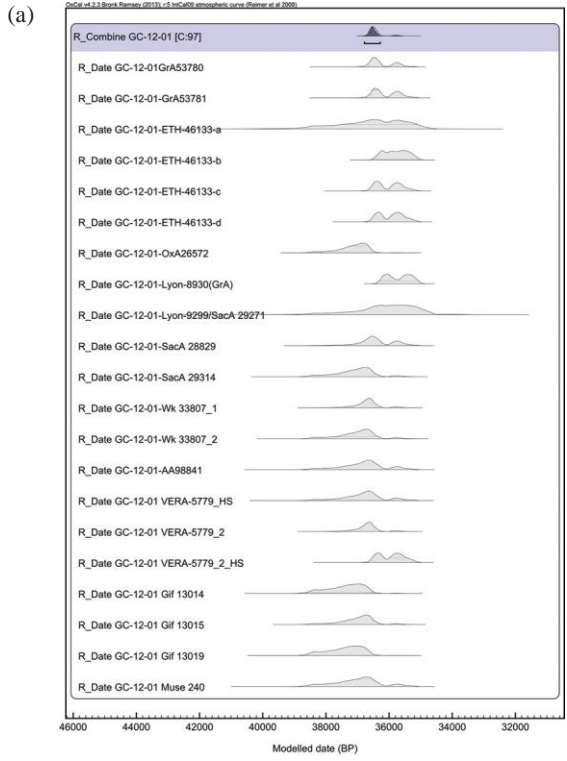 (a)
OxCal v4.2.3 Bronk Ramsey (2013); r:5 IntCal09 atmospheric curve (Reimer et al 2009)
R_Combine GC-12-01 [C:97]
R_Date GC-12-01GrA53780
R_Date GC-12-01-GrA53781
R_Date GC-12-01-ETH-46133-a
R_Date GC-12-01-ETH-46133-b
R_Date GC-12-01-ETH-46133-c
R_Date GC-12-01-ETH-46133-d
R_Date GC-12-01-OxA26572
R_Date GC-12-01-Lyon-8930(GrA)
R_Date GC-12-01-Lyon-9299/SacA 29271
R_Date GC-12-01-SacA 28829
R_Date GC-12-01-SacA 29314
R_Date GC-12-01-Wk 33807_1
R_Date GC-12-01-Wk 33807_2
R_Date GC-12-01-AA98841
R_Date GC-12-01 VERA-5779_HS
R_Date GC-12-01 VERA-5779_2
R_Date GC-12-01 VERA-5779_2_HS
R_Date GC-12-01 Gif 13014
R_Date GC-12-01 Gif 13015
R_Date GC-12-01 Gif 13019
R_Date GC-12-01 Muse 240
46000 44000 42000 40000 38000 36000 34000 32000
Modelled date (BP)